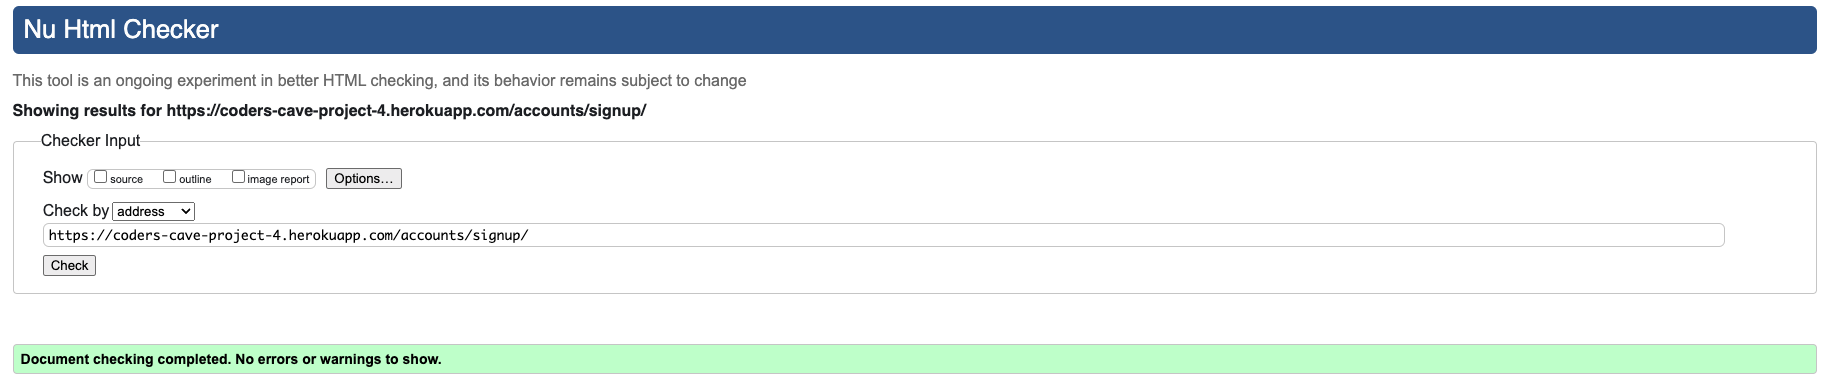 Nu Html Checker
This tool is an ongoing experiment in better HTML checking, and its behavior remains subject to change
Showing results for https://coders-cave-project-4.herokuapp.com/accounts/signup/
Checker Input
Show source outline image report Options...
Check by address
https://coders-cave-project-4.herokuapp.com/accounts/signup/
Check
Document checking completed. No errors or warnings to show.